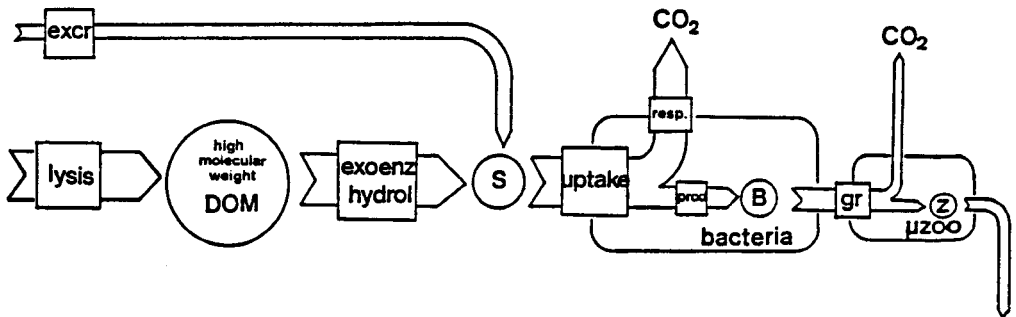 excr
CO₂
CO₂
lysis
high
molecular
weight
DOM
exoenz
hydrol
S
uptake
resp.
prod
B
bacteria
gr
Z
μzoo